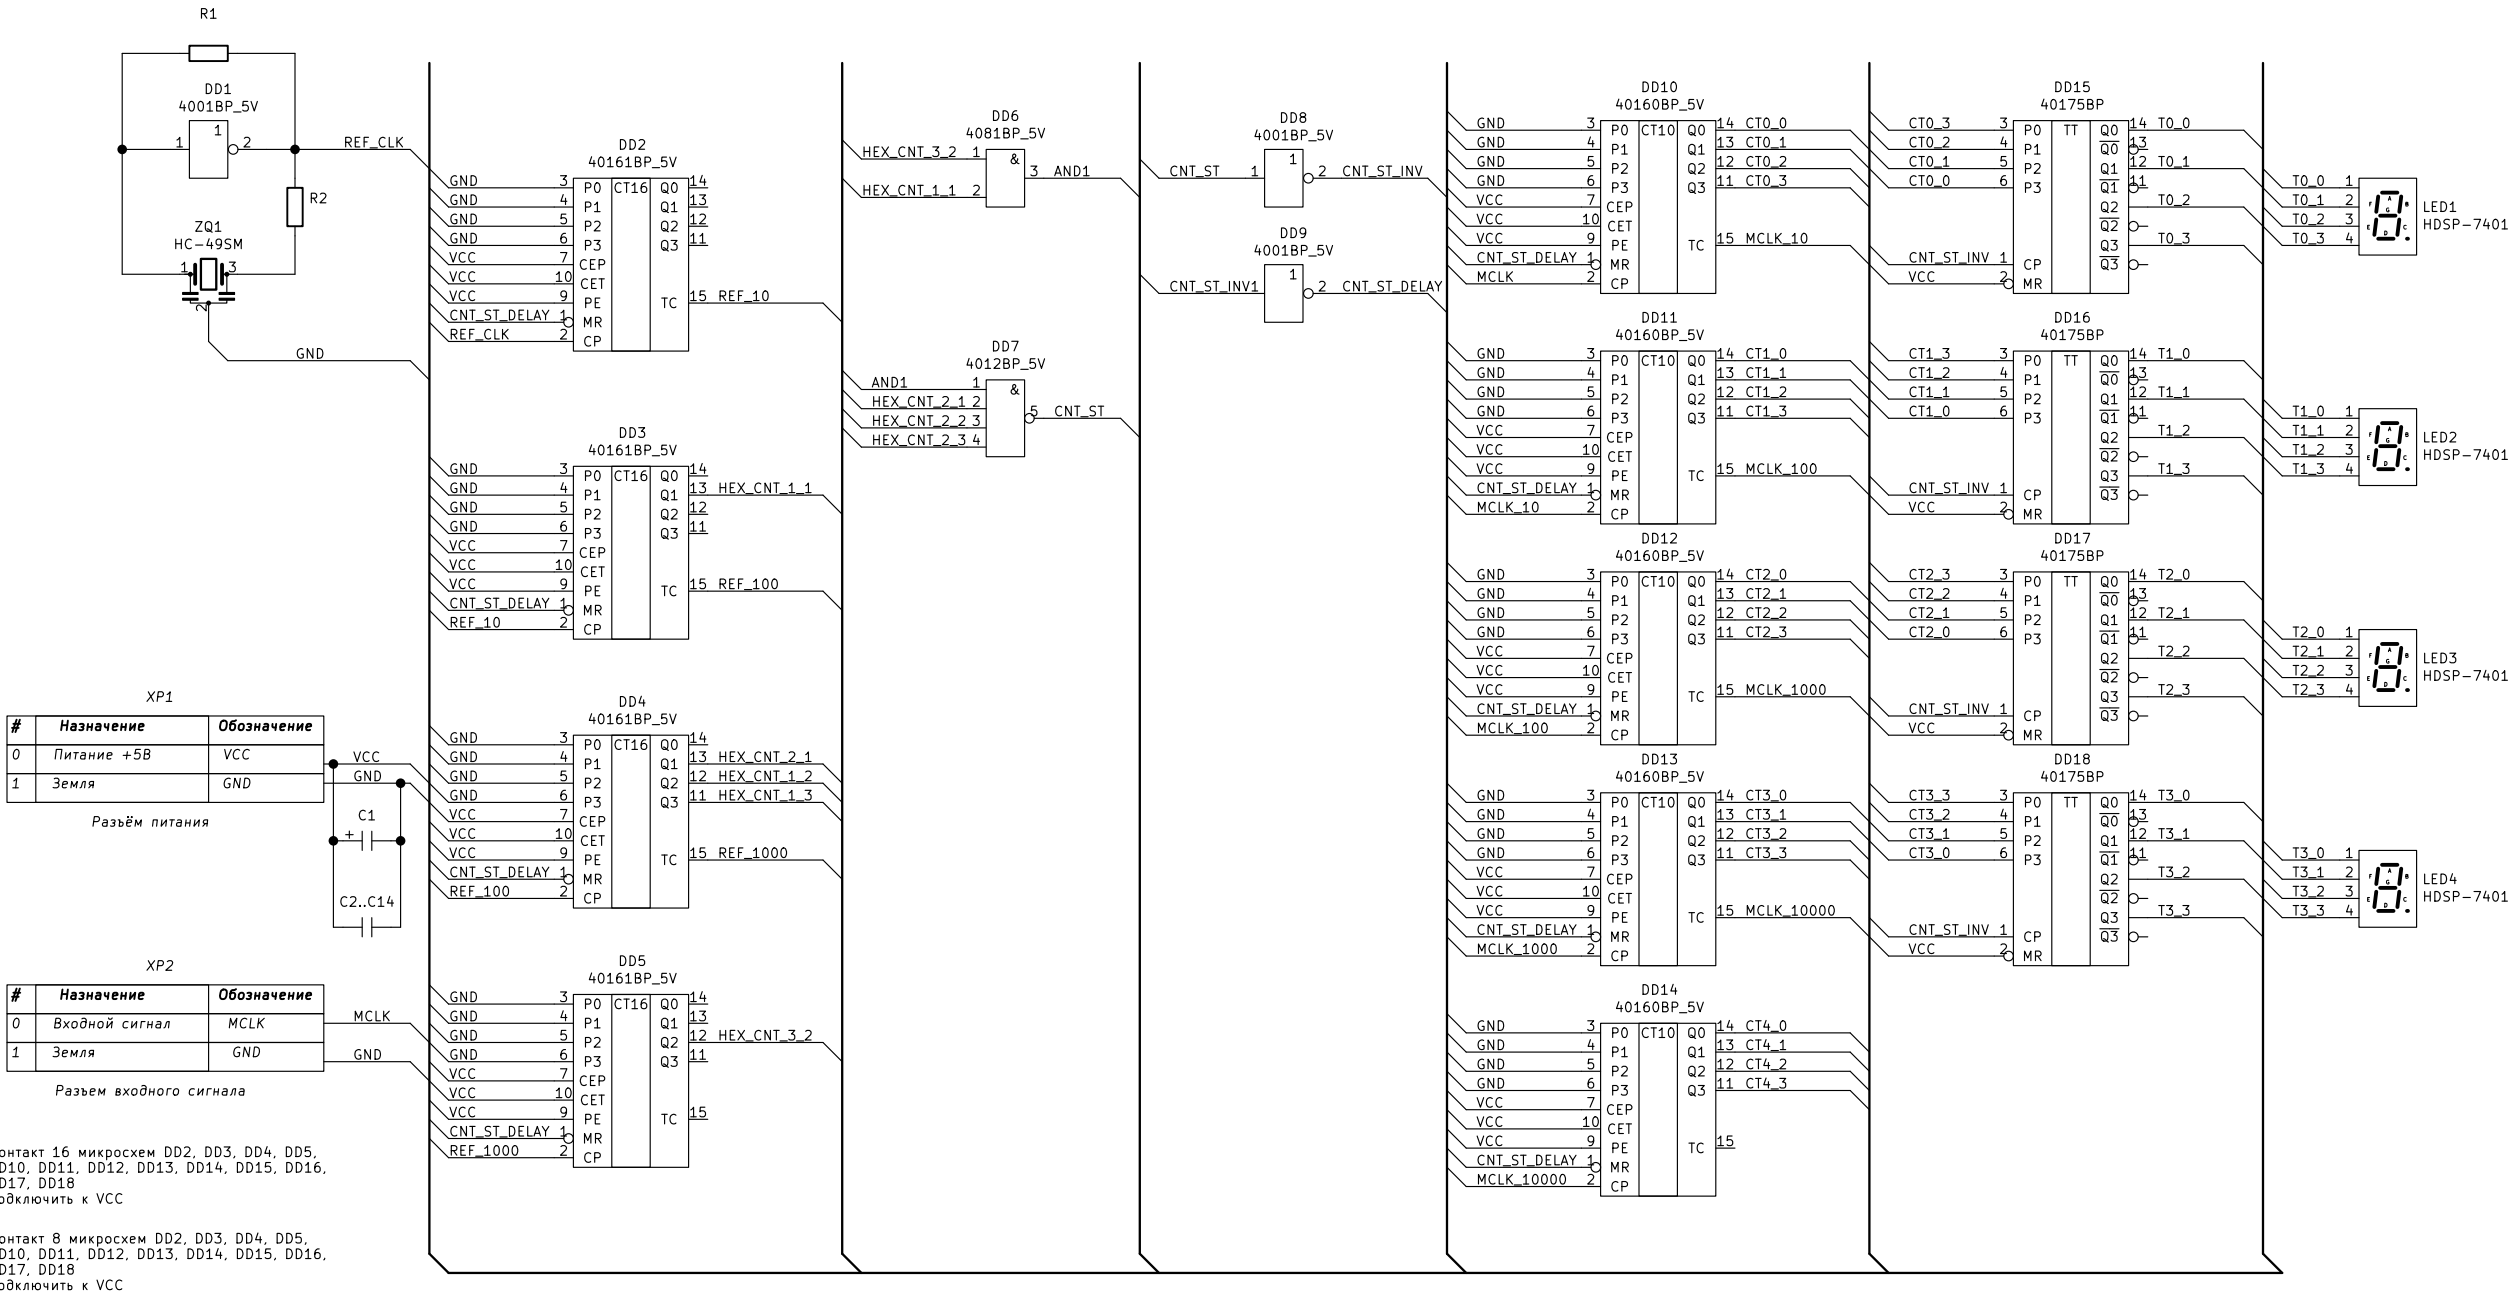 R1
DD1
4001BP_5V
1
1
2
REF_CLK
R2
ZQ1
HC-49SM
1
3
2
GND
XP1
# Назначение Обозначение
0 Питание +5В VCC
1 Земля GND
Разъём питания
VCC
GND
C1
+
C2..C14
XP2
# Назначение Обозначение
0 Входной сигнал MCLK
1 Земля GND
Разъем входного сигнала
MCLK
GND
онтакт 16 микросхем DD2, DD3, DD4, DD5,
D10, DD11, DD12, DD13, DD14, DD15, DD16,
D17, DD18
одключить к VCC
онтакт 8 микросхем DD2, DD3, DD4, DD5,
D10, DD11, DD12, DD13, DD14, DD15, DD16,
D17, DD18
одключить к VCC
DD2
40161BP_5V
GND 3 P0 CT16 Q0 14
GND 4 P1 Q1 13
GND 5 P2 Q2 12
GND 6 P3 Q3 11
VCC 7 CEP
VCC 10 CET
VCC 9 PE TC 15 REF_10
CNT_ST_DELAY 1 MR
REF_CLK 2 CP
DD3
40161BP_5V
GND 3 P0 CT16 Q0 14
GND 4 P1 Q1 13 HEX_CNT_1_1
GND 5 P2 Q2 12
GND 6 P3 Q3 11
VCC 7 CEP
VCC 10 CET
VCC 9 PE TC 15 REF_100
CNT_ST_DELAY 1 MR
REF_10 2 CP
DD4
40161BP_5V
GND 3 P0 CT16 Q0 14
GND 4 P1 Q1 13 HEX_CNT_2_1
GND 5 P2 Q2 12 HEX_CNT_1_2
GND 6 P3 Q3 11 HEX_CNT_1_3
VCC 7 CEP
VCC 10 CET
VCC 9 PE TC 15 REF_1000
CNT_ST_DELAY 1 MR
REF_100 2 CP
DD5
40161BP_5V
GND 3 P0 CT16 Q0 14
GND 4 P1 Q1 13
GND 5 P2 Q2 12 HEX_CNT_3_2
GND 6 P3 Q3 11
VCC 7 CEP
VCC 10 CET
VCC 9 PE TC 15
CNT_ST_DELAY 1 MR
REF_1000 2 CP
DD6
4081BP_5V
HEX_CNT_3_2 1 &
3 AND1
HEX_CNT_1_1 2
DD7
4012BP_5V
AND1 1 &
HEX_CNT_2_1 2
5 CNT_ST
HEX_CNT_2_2 3
HEX_CNT_2_3 4
DD8
4001BP_5V
1
CNT_ST 1 2 CNT_ST_INV
DD9
4001BP_5V
1
CNT_ST_INV1 2 CNT_ST_DELAY
DD10
40160BP_5V
GND 3 P0 CT10 Q0 14 CT0_0
GND 4 P1 Q1 13 CT0_1
GND 5 P2 Q2 12 CT0_2
GND 6 P3 Q3 11 CT0_3
VCC 7 CEP
VCC 10 CET
VCC 9 PE TC 15 MCLK_10
CNT_ST_DELAY 1 MR
MCLK 2 CP
DD11
40160BP_5V
GND 3 P0 CT10 Q0 14 CT1_0
GND 4 P1 Q1 13 CT1_1
GND 5 P2 Q2 12 CT1_2
GND 6 P3 Q3 11 CT1_3
VCC 7 CEP
VCC 10 CET
VCC 9 PE TC 15 MCLK_100
CNT_ST_DELAY 1 MR
MCLK_10 2 CP
DD12
40160BP_5V
GND 3 P0 CT10 Q0 14 CT2_0
GND 4 P1 Q1 13 CT2_1
GND 5 P2 Q2 12 CT2_2
GND 6 P3 Q3 11 CT2_3
VCC 7 CEP
VCC 10 CET
VCC 9 PE TC 15 MCLK_1000
CNT_ST_DELAY 1 MR
MCLK_100 2 CP
DD13
40160BP_5V
GND 3 P0 CT10 Q0 14 CT3_0
GND 4 P1 Q1 13 CT3_1
GND 5 P2 Q2 12 CT3_2
GND 6 P3 Q3 11 CT3_3
VCC 7 CEP
VCC 10 CET
VCC 9 PE TC 15 MCLK_10000
CNT_ST_DELAY 1 MR
MCLK_1000 2 CP
DD14
40160BP_5V
GND 3 P0 CT10 Q0 14 CT4_0
GND 4 P1 Q1 13 CT4_1
GND 5 P2 Q2 12 CT4_2
GND 6 P3 Q3 11 CT4_3
VCC 7 CEP
VCC 10 CET
VCC 9 PE TC 15
CNT_ST_DELAY 1 MR
MCLK_10000 2 CP
DD15
40175BP
CT0_3 3 P0 TT Q0 14 T0_0
CT0_2 4 P1 Q0 13
CT0_1 5 P2 Q1 12 T0_1
CT0_0 6 P3 Q1 11
Q2 T0_2
Q2
Q3 T0_3
CNT_ST_INV 1 CP Q3
VCC 2 MR
DD16
40175BP
CT1_3 3 P0 TT Q0 14 T1_0
CT1_2 4 P1 Q0 13
CT1_1 5 P2 Q1 12 T1_1
CT1_0 6 P3 Q1 11
Q2 T1_2
Q2
Q3 T1_3
CNT_ST_INV 1 CP Q3
VCC 2 MR
DD17
40175BP
CT2_3 3 P0 TT Q0 14 T2_0
CT2_2 4 P1 Q0 13
CT2_1 5 P2 Q1 12 T2_1
CT2_0 6 P3 Q1 11
Q2 T2_2
Q2
Q3 T2_3
CNT_ST_INV 1 CP Q3
VCC 2 MR
DD18
40175BP
CT3_3 3 P0 TT Q0 14 T3_0
CT3_2 4 P1 Q0 13
CT3_1 5 P2 Q1 12 T3_1
CT3_0 6 P3 Q1 11
Q2 T3_2
Q2
Q3 T3_3
CNT_ST_INV 1 CP Q3
VCC 2 MR
T0_0 1
T0_1 2
T0_2 3
T0_3 4
A
F B
G
E C
D
LED1
HDSP-7401
T1_0 1
T1_1 2
T1_2 3
T1_3 4
A
F B
G
E C
D
LED2
HDSP-7401
T2_0 1
T2_1 2
T2_2 3
T2_3 4
A
F B
G
E C
D
LED3
HDSP-7401
T3_0 1
T3_1 2
T3_2 3
T3_3 4
A
F B
G
E C
D
LED4
HDSP-7401